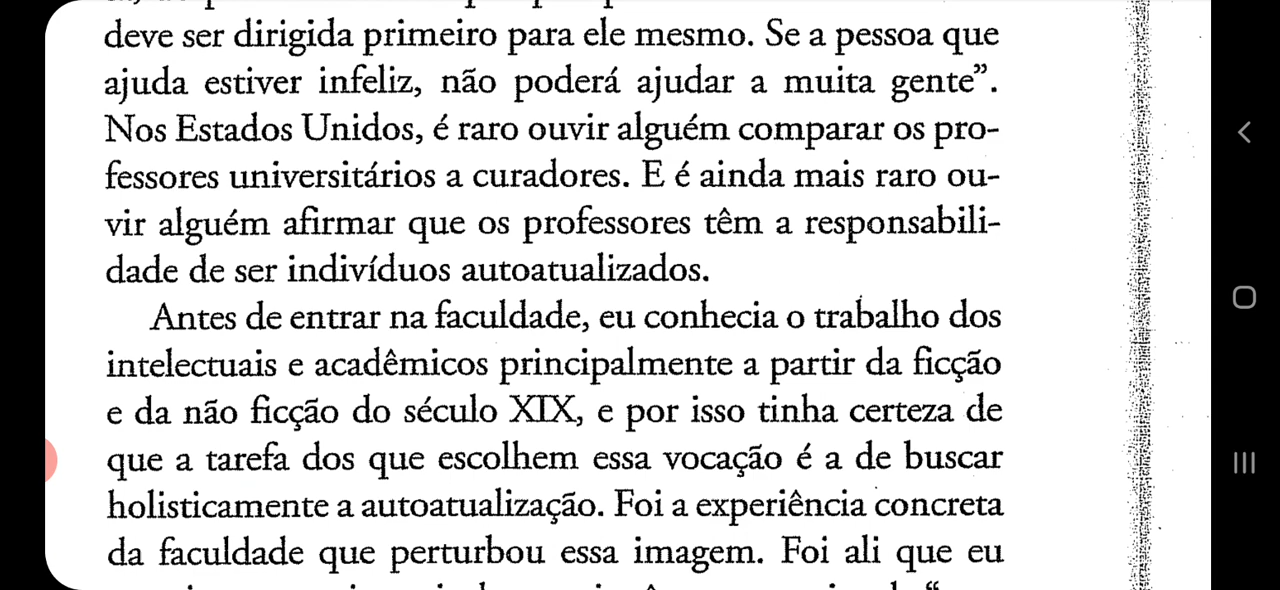 deve ser dirigida primeiro para ele mesmo. Se a pessoa que
ajuda estiver infeliz, não poderá ajudar a muita gente”.
Nos Estados Unidos, é raro ouvir alguém comparar os pro-
fessores universitários a curadores. E é ainda mais raro ou-
vir alguém afirmar que os professores têm a responsabili-
dade de ser indivíduos autoatualizados.
Antes de entrar na faculdade, eu conhecia o trabalho dos
intelectuais e acadêmicos principalmente a partir da ficção
e da não ficção do século XIX, e por isso tinha certeza de
que a tarefa dos que escolhem essa vocação é a de buscar
holisticamente a autoatualização. Foi a experiência concreta
da faculdade que perturbou essa imagem. Foi ali que eu